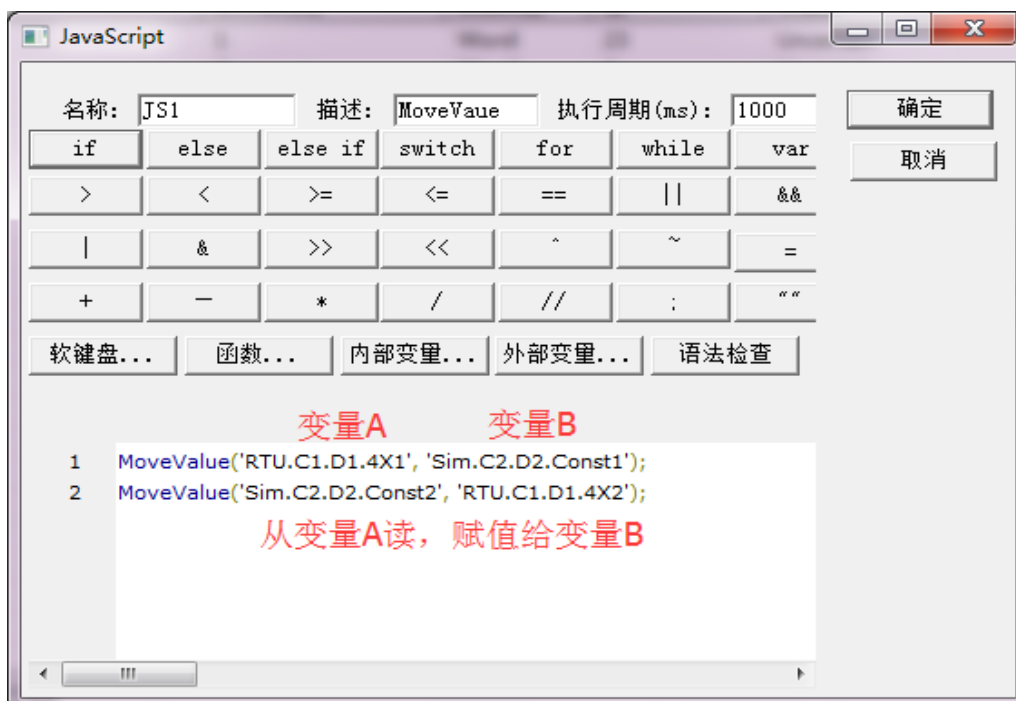 JavaScript
名称: JS1 描述: MoveVaue 执行周期(ms): 1000 确定
if else else if switch for while var 取消
> < >= <= == || &&
| & >> << ^ ~ =
+ — * / // ; ""
软键盘... 函数... 内部变量... 外部变量... 语法检查
变量A 变量B
1 MoveValue('RTU.C1.D1.4X1', 'Sim.C2.D2.Const1');
2 MoveValue('Sim.C2.D2.Const2', 'RTU.C1.D1.4X2');
从变量A读，赋值给变量B